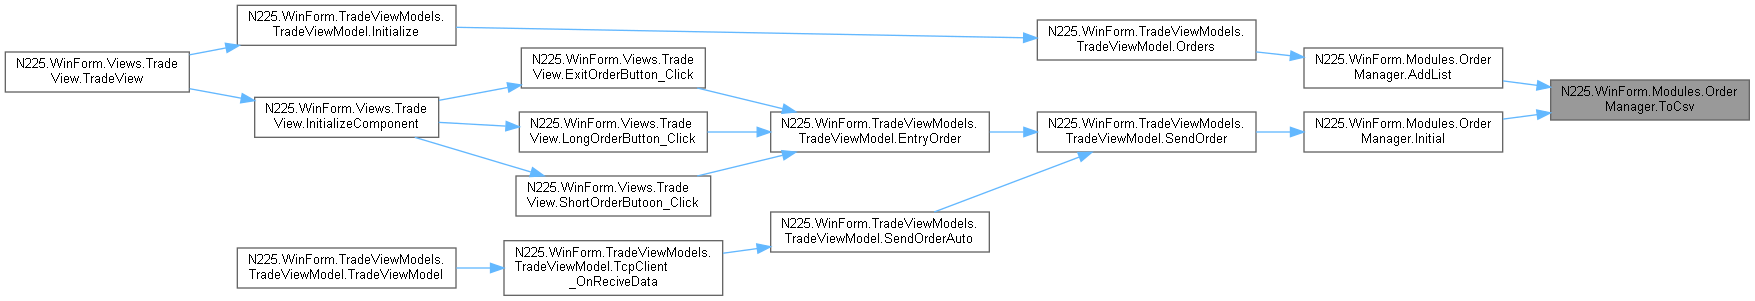 N225.WinForm.TradeViewModels.
TradeViewModel.Initialize
N225.WinForm.Views.Trade
View.TradeView
N225.WinForm.Views.Trade
View.ExitOrderButton_Click
N225.WinForm.TradeViewModels.
TradeViewModel.Orders
N225.WinForm.Modules.Order
Manager.AddList
N225.WinForm.Modules.Order
Manager.ToCsv
N225.WinForm.Views.Trade
View.InitializeComponent
N225.WinForm.Views.Trade
View.LongOrderButton_Click
N225.WinForm.TradeViewModels.
TradeViewModel.EntryOrder
N225.WinForm.TradeViewModels.
TradeViewModel.SendOrder
N225.WinForm.Modules.Order
Manager.Initial
N225.WinForm.Views.Trade
View.ShortOrderButoon_Click
N225.WinForm.TradeViewModels.
TradeViewModel.SendOrderAuto
N225.WinForm.TradeViewModels.
TradeViewModel.TradeViewModel
N225.WinForm.TradeViewModels.
TradeViewModel.TcpClient
_OnReciveData